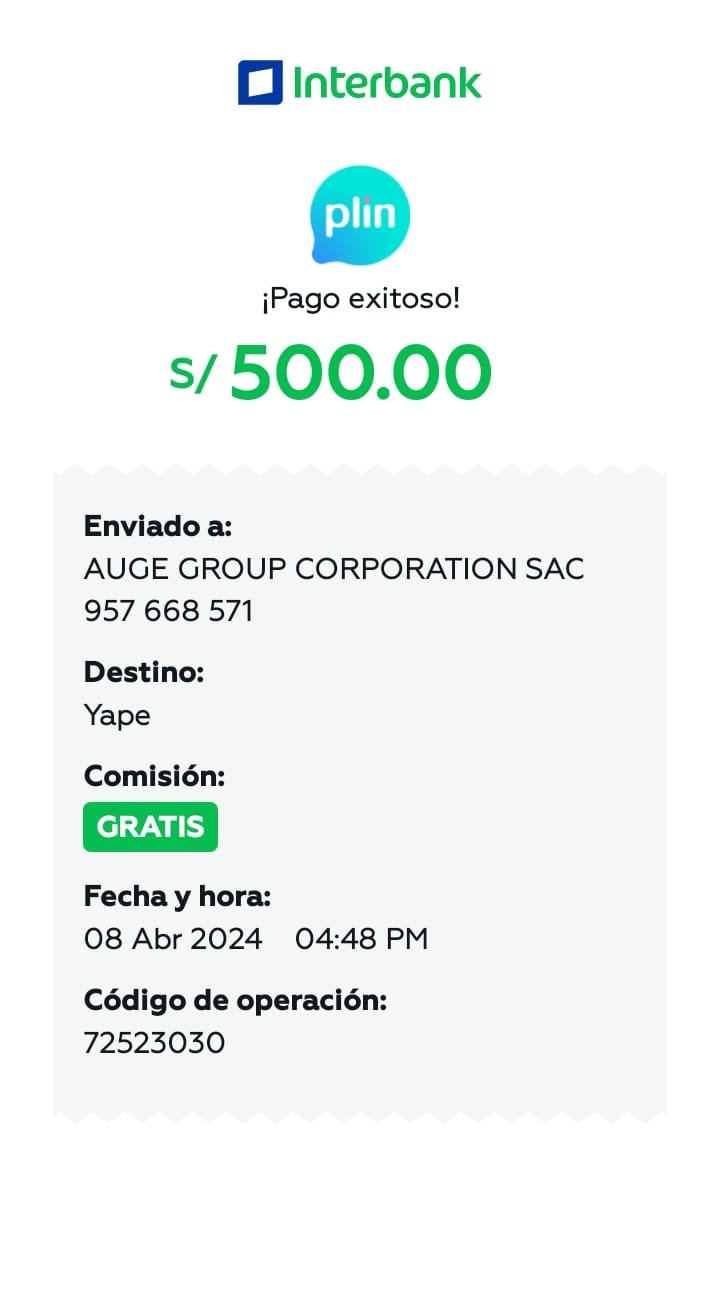 Interbank
plin
¡Pago exitoso!
S/ 500.00
Enviado a:
AUGE GROUP CORPORATION SAC
957 668 571
Destino:
Yape
Comisión:
GRATIS
Fecha y hora:
08 Abr 2024 04:48 PM
Código de operación:
72523030